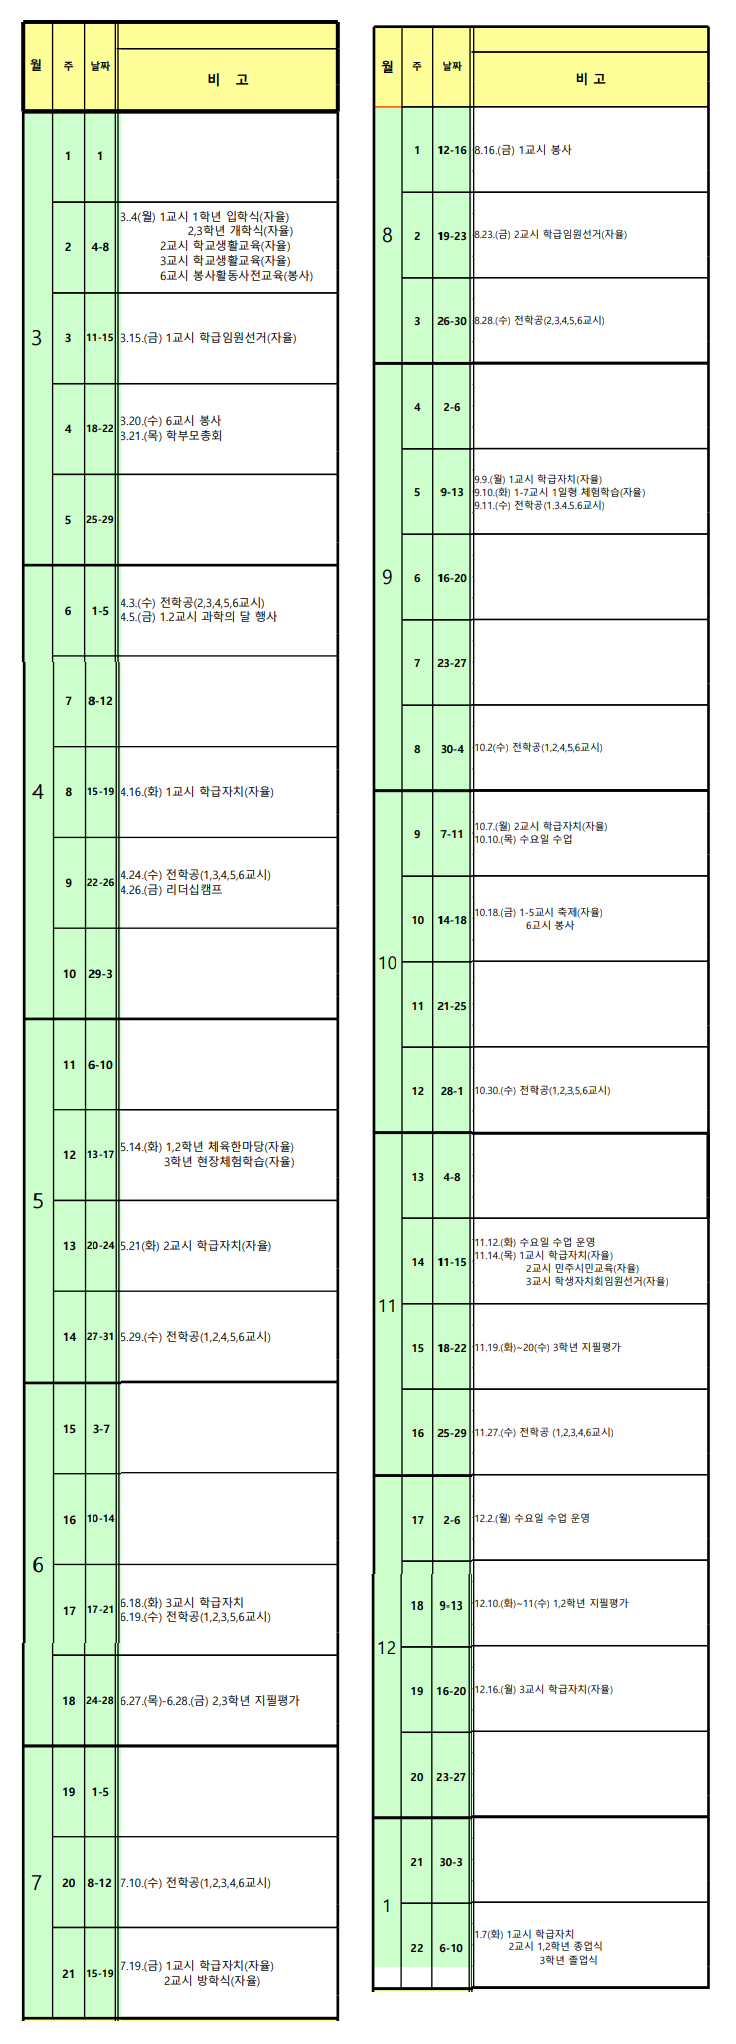 월 주 날짜 비 고
3
1 1
2 4-8
3..4(월) 1교시 1학년 입학식(자율)
2,3학년 개학식(자율)
2교시 학교생활교육(자율)
3교시 학교생활교육(자율)
6교시 봉사활동사전교육(봉사)
3 11-15 3.15.(금) 1교시 학급임원선거(자율)
4 18-22
3.20.(수) 6교시 봉사
3.21.(목) 학부모총회
5 25-29
4
6 1-5
4.3.(수) 전학공(2,3,4,5,6교시)
4.5.(금) 1.2교시 과학의 달 행사
7 8-12
8 15-19 4.16.(화) 1교시 학급자치(자율)
9 22-26
4.24.(수) 전학공(1,3,4,5,6교시)
4.26.(금) 리더십캠프
10 29-3
5
11 6-10
12 13-17
5.14.(화) 1,2학년 체육한마당(자율)
3학년 현장체험학습(자율)
13 20-24 5.21(화) 2교시 학급자치(자율)
14 27-31 5.29.(수) 전학공(1,2,4,5,6교시)
6
15 3-7
16 10-14
17 17-21
6.18.(화) 3교시 학급자치
6.19.(수) 전학공(1,2,3,5,6교시)
18 24-28 6.27.(목)-6.28.(금) 2,3학년 지필평가
7
19 1-5
20 8-12 7.10.(수) 전학공(1,2,3,4,6교시)
21 15-19
7.19.(금) 1교시 학급자치(자율)
2교시 방학식(자율)
월 주 날짜 비 고
8
1 12-16 8.16.(금) 1교시 봉사
2 19-23 8.23.(금) 2교시 학급임원선거(자율)
3 26-30 8.28.(수) 전학공(2,3,4,5,6교시)
9
4 2-6
5 9-13
9.9.(월) 1교시 학급자치(자율)
9.10.(화) 1-7교시 1일형 체험학습(자율)
9.11.(수) 전학공(1.3.4.5.6교시)
6 16-20
7 23-27
8 30-4 10.2(수) 전학공(1,2,4,5,6교시)
10
9 7-11
10.7.(월) 2교시 학급자치(자율)
10.10.(목) 수요일 수업
10 14-18
10.18.(금) 1-5교시 축제(자율)
6교시 봉사
11 21-25
12 28-1 10.30.(수) 전학공(1,2,3,5,6교시)
11
13 4-8
14 11-15
11.12.(화) 수요일 수업 운영
11.14.(목) 1교시 학급자치(자율)
2교시 민주시민교육(자율)
3교시 학생자치회임원선거(자율)
15 18-22 11.19.(화)~20(수) 3학년 지필평가
16 25-29 11.27.(수) 전학공 (1,2,3,4,6교시)
12
17 2-6 12.2.(월) 수요일 수업 운영
18 9-13 12.10.(화)~11(수) 1,2학년 지필평가
19 16-20 12.16.(월) 3교시 학급자치(자율)
20 23-27
1
21 30-3
22 6-10
1.7(화) 1교시 학급자치
2교시 1,2학년 종업식
3학년 졸업식